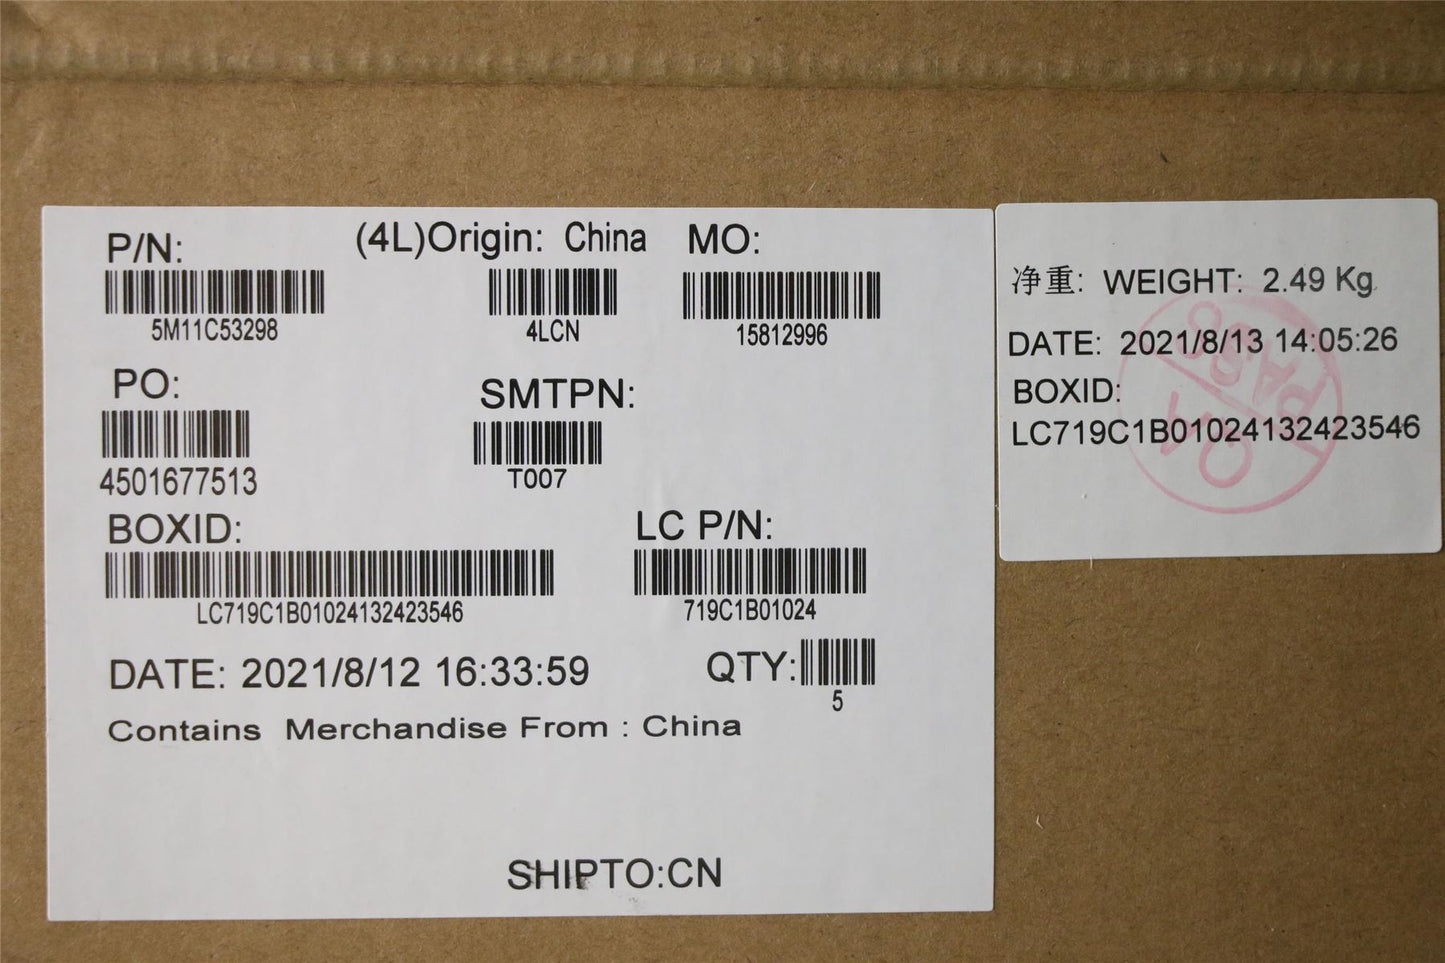 P/N: (4L)Origin: China MO:
5M11C53298 4LCN 15812996
PO: SMTPN:
4501677513 T007
BOXID: LC P/N:
LC719C1B01024132423546 719C1B01024
DATE: 2021/8/12 16:33:59 QTY:
5
Contains Merchandise From : China
SHIPTO:CN
净重: WEIGHT: 2.49 Kg
DATE: 2021/8/13 14:05:26
BOXID:
LC719C1B01024132423546